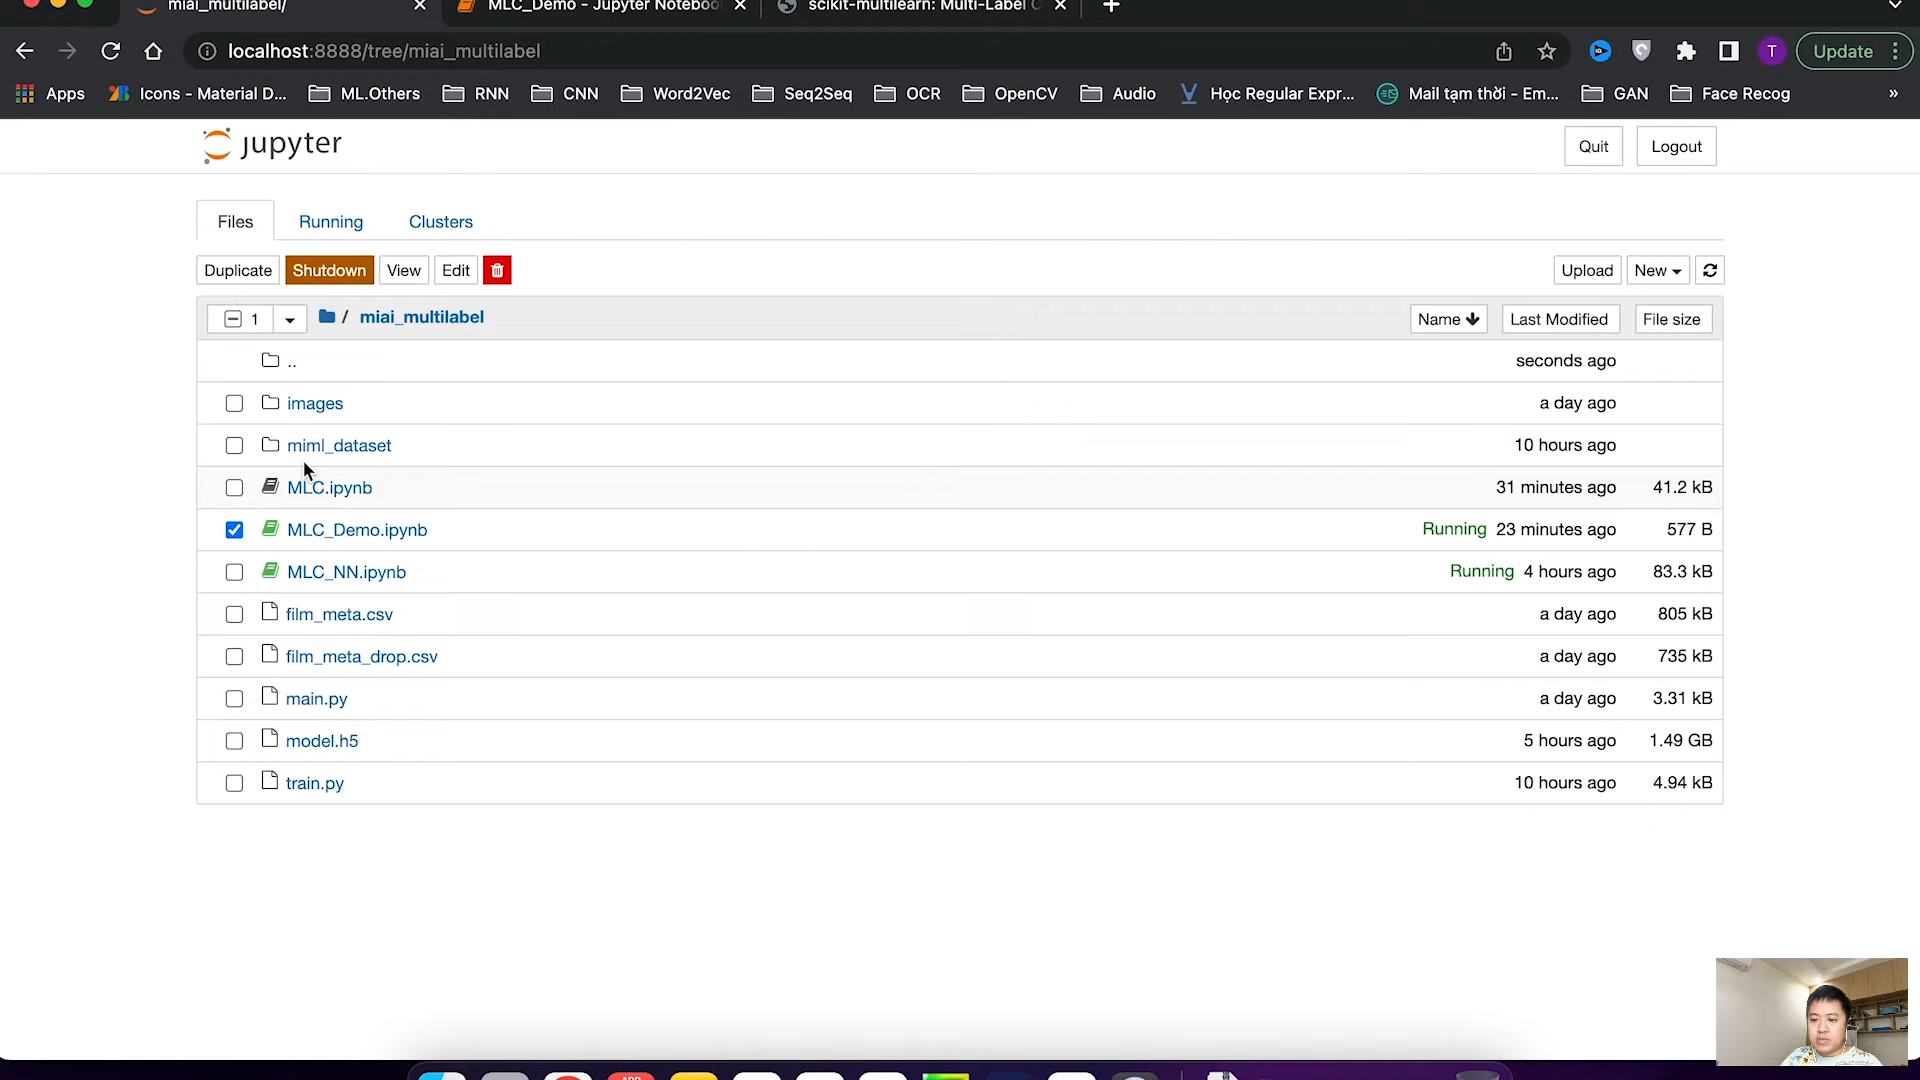 miai_multilabel/
MLC_Demo - Jupyter Noteboo
scikit-multilearn: Multi-Label C
localhost:8888/tree/miai_multilabel
T
Update
Apps
Icons - Material D...
ML.Others
RNN
CNN
Word2Vec
Seq2Seq
OCR
OpenCV
Audio
Học Regular Expr...
Mail tạm thời - Em...
GAN
Face Recog
»
jupyter
Quit
Logout
Files
Running
Clusters
Duplicate
Shutdown
View
Edit
Upload
New
1
/ miai_multilabel
Name
Last Modified
File size
.. seconds ago
images a day ago
miml_dataset 10 hours ago
MLC.ipynb 31 minutes ago 41.2 kB
MLC_Demo.ipynb Running 23 minutes ago 577 B
MLC_NN.ipynb Running 4 hours ago 83.3 kB
film_meta.csv a day ago 805 kB
film_meta_drop.csv a day ago 735 kB
main.py a day ago 3.31 kB
model.h5 5 hours ago 1.49 GB
train.py 10 hours ago 4.94 kB